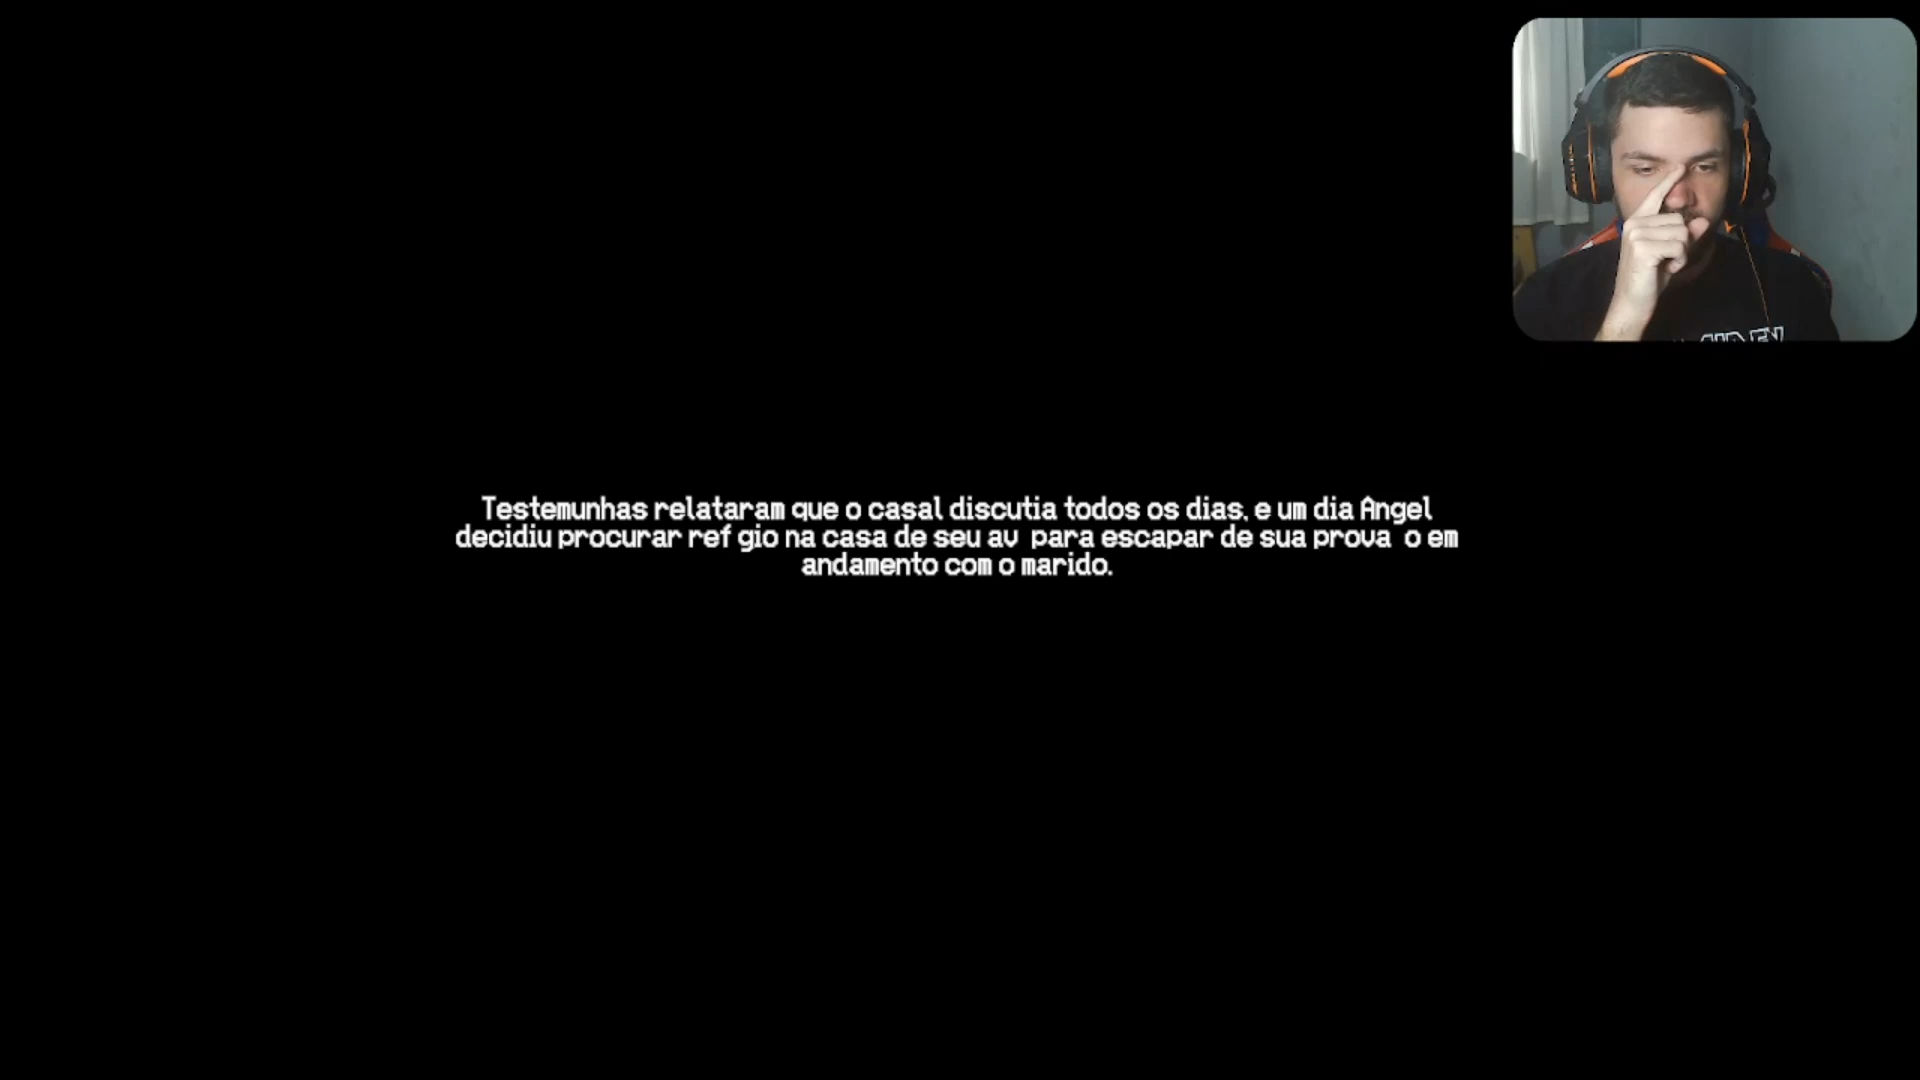 Testemunhas relataram que o casal discutia todos os dias, e um dia Angel
decidiu procurar ref gio na casa de seu av  para escapar de sua prova  o em
andamento com o marido.